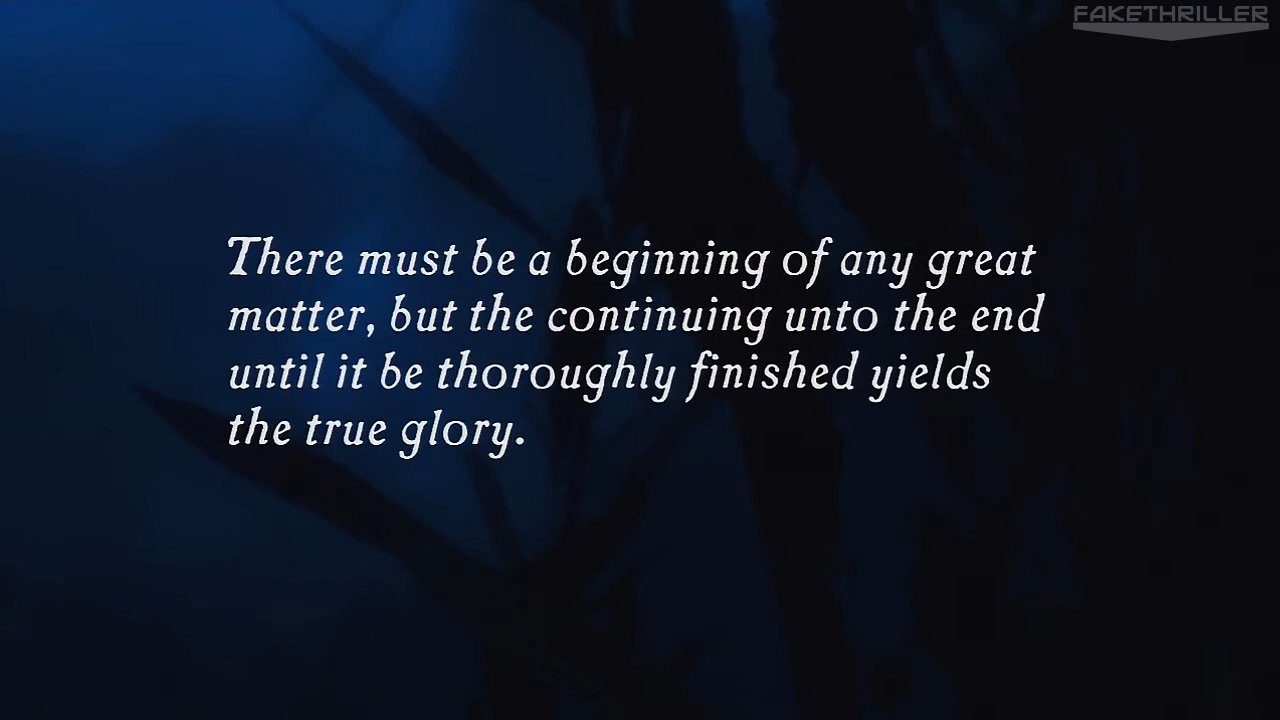 FAKETHRILLER
There must be a beginning of any great
matter, but the continuing unto the end
until it be thoroughly finished yields
the true glory.